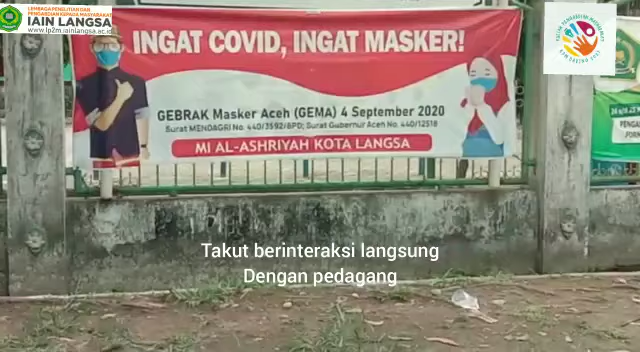 LEMBAGA PENELITIAN DAN
PENGABDIAN KEPADA MASYARAKAT
IAIN LANGSA
www.lp2m.iainlangsa.ac.id
INGAT COVID, INGAT MASKER!
GEBRAK Masker Aceh (GEMA) 4 September 2020
Surat MENDAGRI No. 440/3592/BPD; Surat Gubernur Aceh No. 440/12518
MI AL-ASHRIYAH KOTA LANGSA
Takut berinteraksi langsung
Dengan pedagang